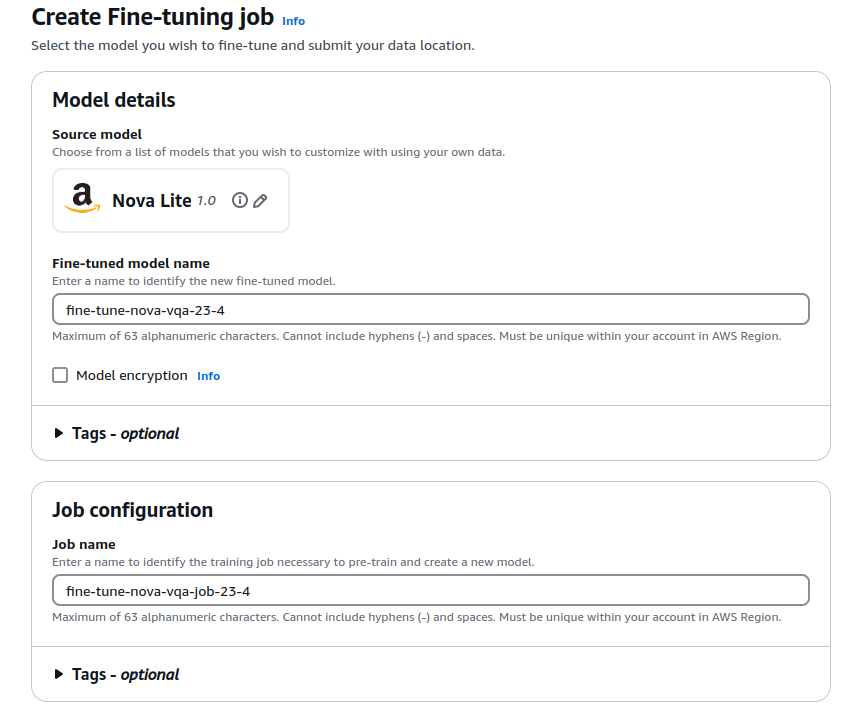 Create Fine-tuning job Info
Select the model you wish to fine-tune and submit your data location.
Model details
Source model
Choose from a list of models that you wish to customize with using your own data.
a Nova Lite 1.0
Fine-tuned model name
Enter a name to identify the new fine-tuned model.
fine-tune-nova-vqa-23-4
Maximum of 63 alphanumeric characters. Cannot include hyphens (-) and spaces. Must be unique within your account in AWS Region.
Model encryption Info
Tags - optional
Job configuration
Job name
Enter a name to identify the training job necessary to pre-train and create a new model.
fine-tune-nova-vqa-job-23-4
Maximum of 63 alphanumeric characters. Cannot include hyphens (-) and spaces. Must be unique within your account in AWS Region.
Tags - optional